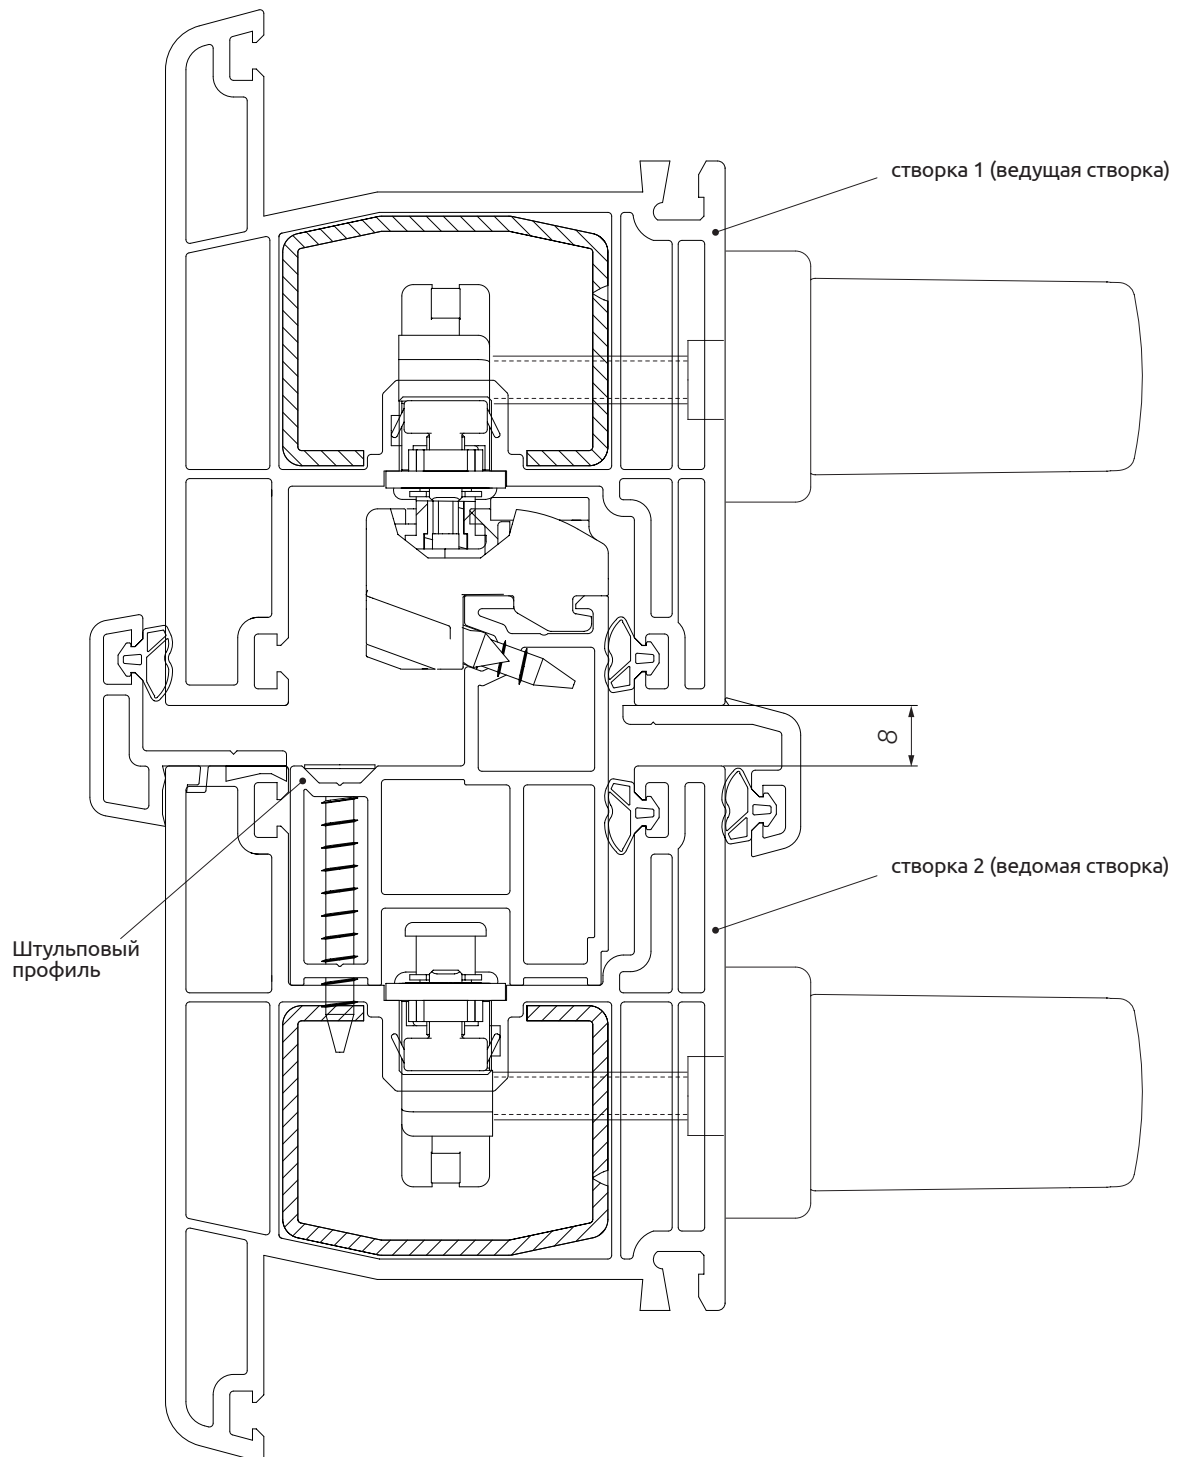 створка 1 (ведущая створка)
8
створка 2 (ведомая створка)
Штульповый
профиль